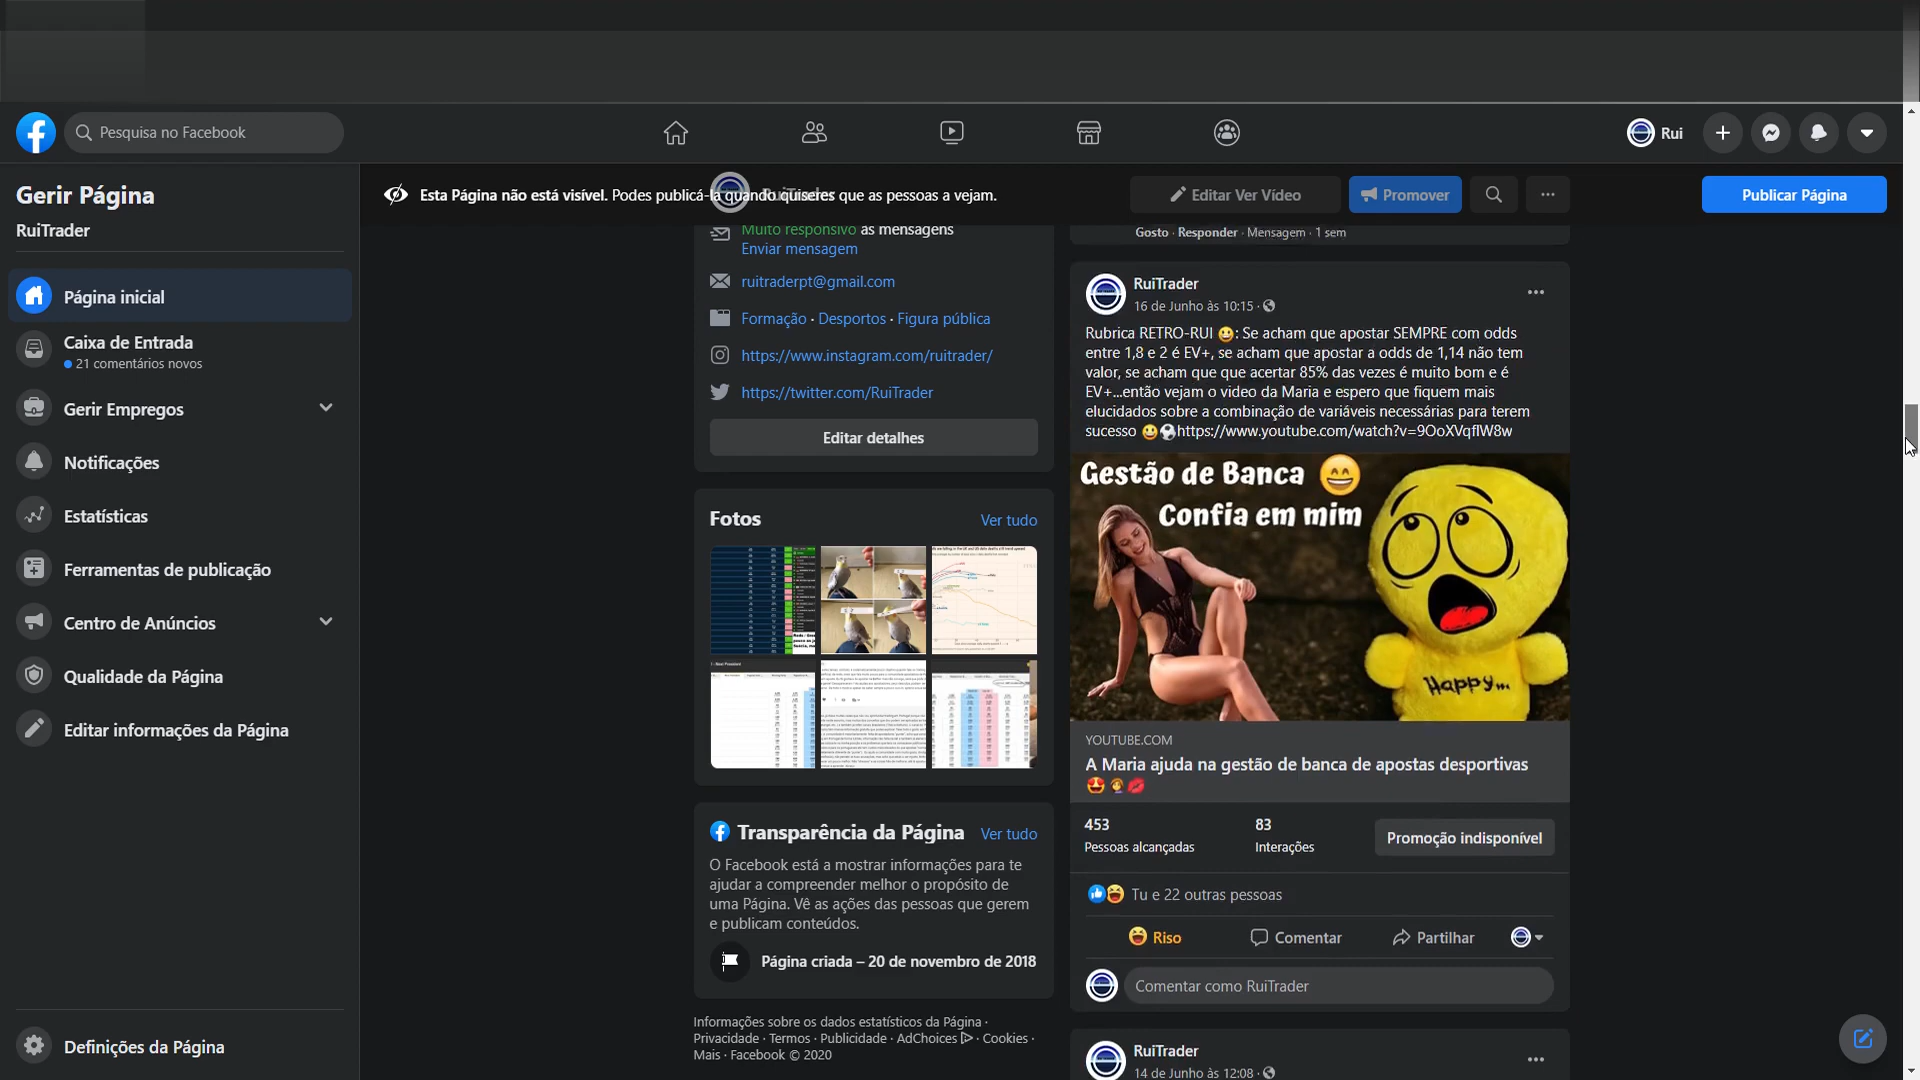 Pesquisa no Facebook
Rui
Gerir Página
RuiTrader
Página inicial
Caixa de Entrada
21 comentários novos
Gerir Empregos
Notificações
Estatísticas
Ferramentas de publicação
Centro de Anúncios
Qualidade da Página
Editar informações da Página
Definições da Página
Esta Página não está visível. Podes publicá-la quando quiseres que as pessoas a vejam.
RuiTrader
Editar Ver Vídeo
Promover
Publicar Página
Muito responsivo às mensagens
Enviar mensagem
ruitraderpt@gmail.com
Formação · Desportos · Figura pública
https://www.instagram.com/ruitrader/
https://twitter.com/RuiTrader
Editar detalhes
Fotos
Ver tudo
Transparência da Página
Ver tudo
O Facebook está a mostrar informações para te
ajudar a compreender melhor o propósito de
uma Página. Vê as ações das pessoas que gerem
e publicam conteúdos.
Página criada – 20 de novembro de 2018
Informações sobre os dados estatísticos da Página ·
Privacidade · Termos · Publicidade · AdChoices · Cookies ·
Mais · Facebook © 2020
Gosto · Responder · Mensagem · 1 sem
RuiTrader
16 de Junho às 10:15 ·
Rubrica RETRO-RUI 😀: Se acham que apostar SEMPRE com odds
entre 1,8 e 2 é EV+, se acham que apostar a odds de 1,14 não tem
valor, se acham que que acertar 85% das vezes é muito bom e é
EV+...então vejam o video da Maria e espero que fiquem mais
elucidados sobre a combinação de variáveis necessárias para terem
sucesso 😀⚽https://www.youtube.com/watch?v=9OoXVqflW8w
Gestão de Banca 😄
Confia em mim
Happy...
YOUTUBE.COM
A Maria ajuda na gestão de banca de apostas desportivas
🤩🤦‍♀️💋
453
Pessoas alcançadas
83
Interações
Promoção indisponível
Tu e 22 outras pessoas
Riso
Comentar
Partilhar
Comentar como RuiTrader
RuiTrader
14 de Junho às 12:08 ·